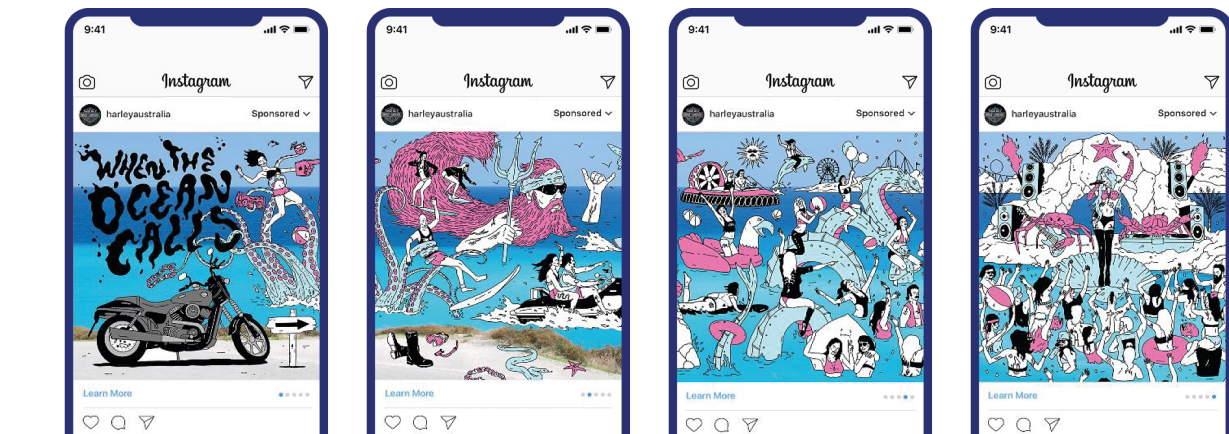 9:41
Instagram
harleyaustralia
Sponsored
WHEN THE
OCEAN
CALLS
Learn More
9:41
Instagram
harleyaustralia
Sponsored
Learn More
9:41
Instagram
harleyaustralia
Sponsored
Learn More
9:41
Instagram
harleyaustralia
Sponsored
Learn More